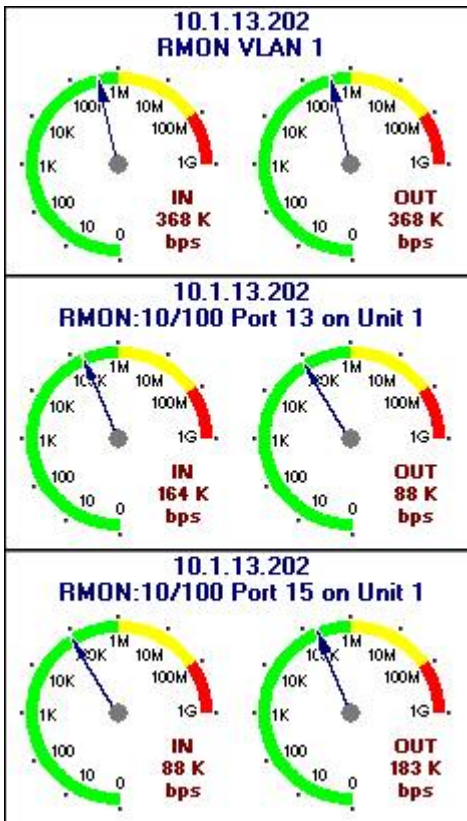 10.1.13.202
RMON VLAN 1
0 10 100 1K 10K 1M 10M 100M 1G
IN
368 K
bps
0 10 100 1K 10K 1M 10M 100M 1G
OUT
368 K
bps
10.1.13.202
RMON:10/100 Port 13 on Unit 1
0 10 100 1K 10K 1M 10M 100M 1G
IN
164 K
bps
0 10 100 1K 10K 1M 10M 100M 1G
OUT
88 K
bps
10.1.13.202
RMON:10/100 Port 15 on Unit 1
0 10 100 1K 10K 1M 10M 100M 1G
IN
88 K
bps
0 10 100 1K 10K 1M 10M 100M 1G
OUT
183 K
bps